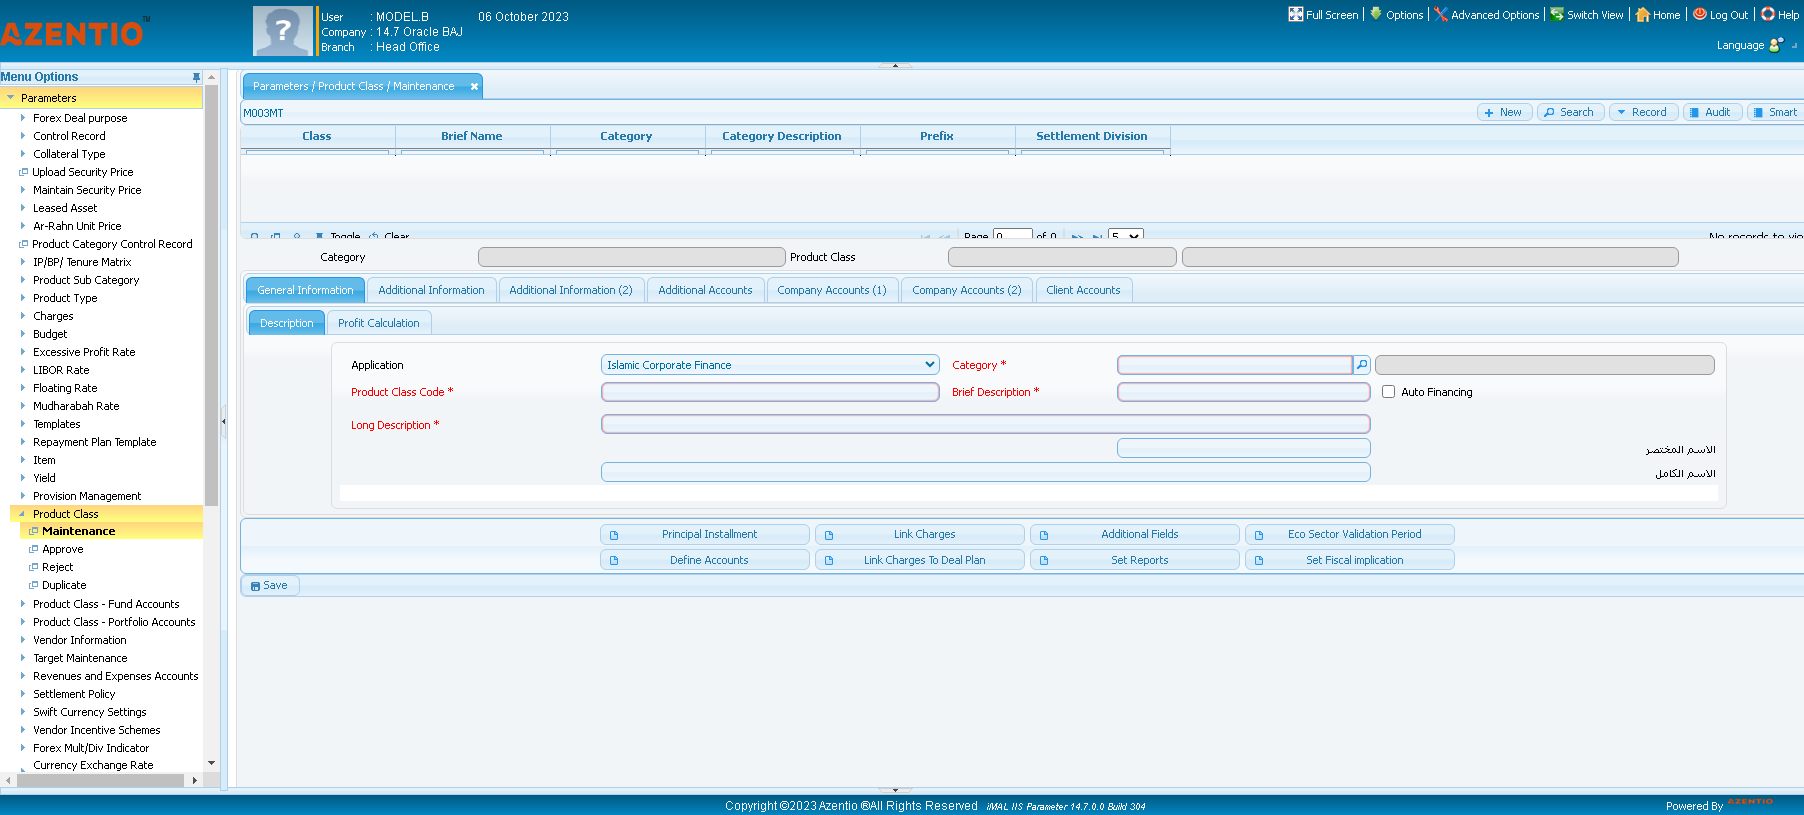 AZENTIO™
User : MODEL.B 06 October 2023
Company : 14.7 Oracle BAJ
Branch : Head Office
Full Screen Options Advanced Options Switch View Home Log Out Help
Language
Menu Options
Parameters
Forex Deal purpose
Control Record
Collateral Type
Upload Security Price
Maintain Security Price
Leased Asset
Ar-Rahn Unit Price
Product Category Control Record
IP/BP/ Tenure Matrix
Product Sub Category
Product Type
Charges
Budget
Excessive Profit Rate
LIBOR Rate
Floating Rate
Mudharabah Rate
Templates
Repayment Plan Template
Item
Yield
Provision Management
Product Class
Maintenance
Approve
Reject
Duplicate
Product Class - Fund Accounts
Product Class - Portfolio Accounts
Vendor Information
Target Maintenance
Revenues and Expenses Accounts
Settlement Policy
Swift Currency Settings
Vendor Incentive Schemes
Forex Mult/Div Indicator
Currency Exchange Rate
Parameters / Product Class / Maintenance
M003MT
New Search Record Audit Smart
Class Brief Name Category Category Description Prefix Settlement Division
Toggle Clear Page 0 of 0 5 No records to vie
Category Product Class
General Information Additional Information Additional Information (2) Additional Accounts Company Accounts (1) Company Accounts (2) Client Accounts
Description Profit Calculation
Application Islamic Corporate Finance Category *
Product Class Code * Brief Description * Auto Financing
Long Description *
الاسم المختصر
الاسم الكامل
Principal Installment Link Charges Additional Fields Eco Sector Validation Period
Define Accounts Link Charges To Deal Plan Set Reports Set Fiscal implication
Save
Copyright ©2023 Azentio ®All Rights Reserved iMAL IIS Parameter 14.7.0.0 Build 304
Powered By AZENTIO